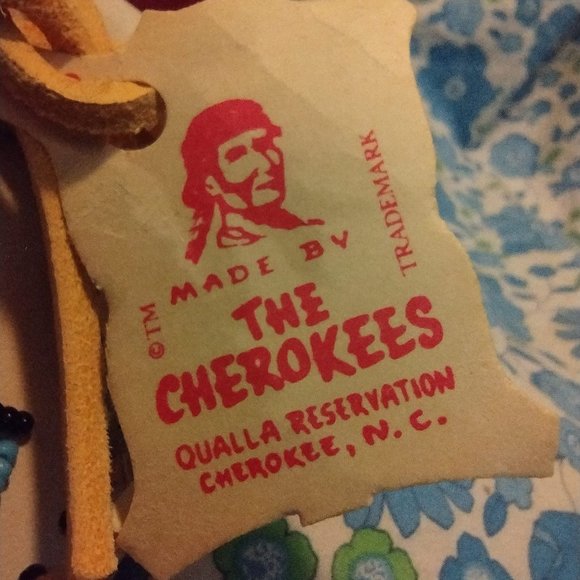 MADE BY
THE
CHEROKEES
QUALLA RESERVATION
CHEROKEE, N. C.
©TM
TRADEMARK